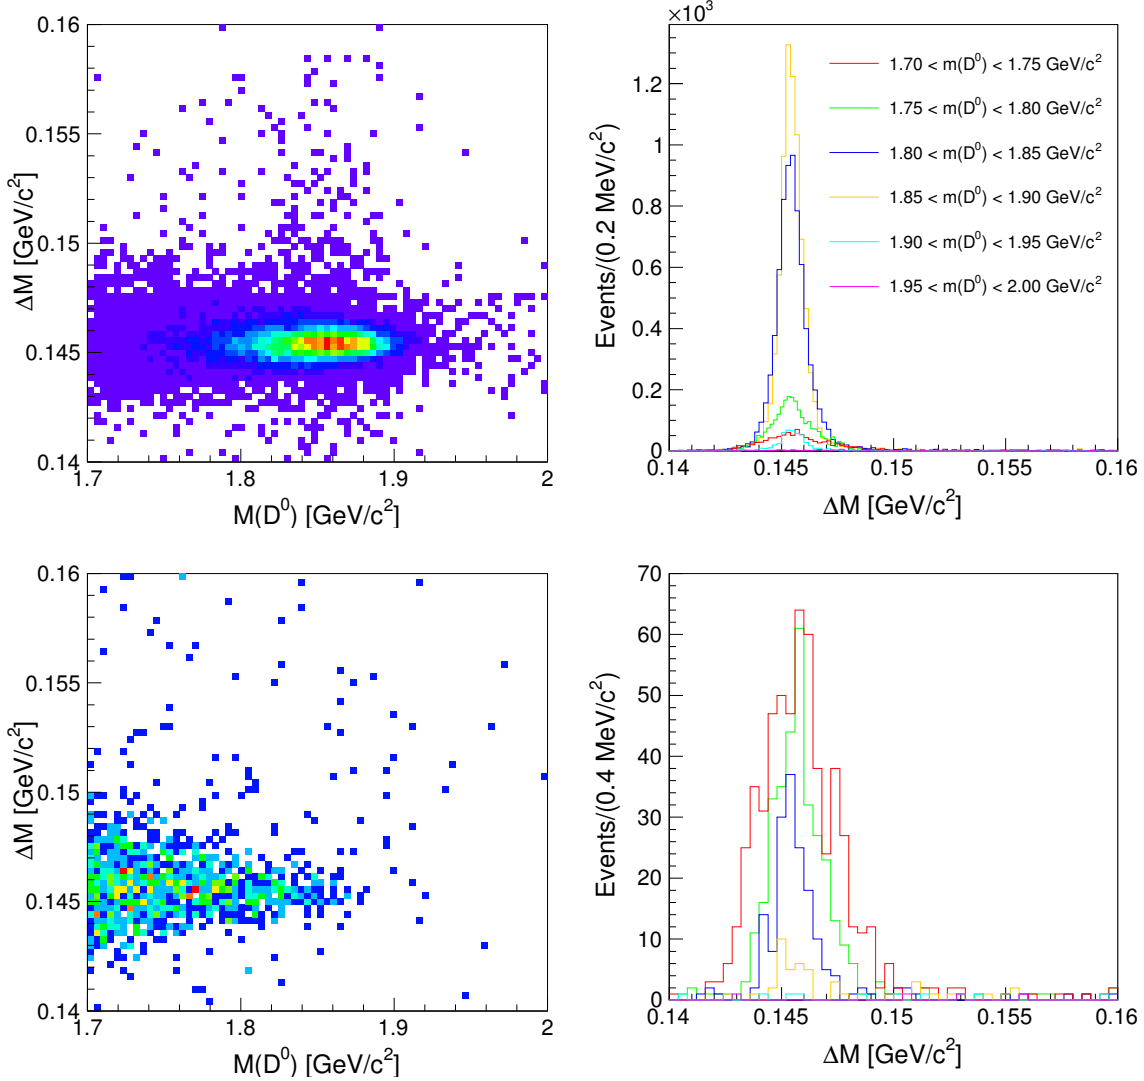 0.16
0.155
0.15
0.145
0.14
ΔM [GeV/c²]
1.7 1.8 1.9 2
M(D⁰) [GeV/c²]
×10³
1.2
1
0.8
0.6
0.4
0.2
0
Events/(0.2 MeV/c²)
1.70 < m(D⁰) < 1.75 GeV/c²
1.75 < m(D⁰) < 1.80 GeV/c²
1.80 < m(D⁰) < 1.85 GeV/c²
1.85 < m(D⁰) < 1.90 GeV/c²
1.90 < m(D⁰) < 1.95 GeV/c²
1.95 < m(D⁰) < 2.00 GeV/c²
0.14 0.145 0.15 0.155 0.16
ΔM [GeV/c²]
0.16
0.155
0.15
0.145
0.14
ΔM [GeV/c²]
1.7 1.8 1.9 2
M(D⁰) [GeV/c²]
70
60
50
40
30
20
10
0
Events/(0.4 MeV/c²)
0.14 0.145 0.15 0.155 0.16
ΔM [GeV/c²]